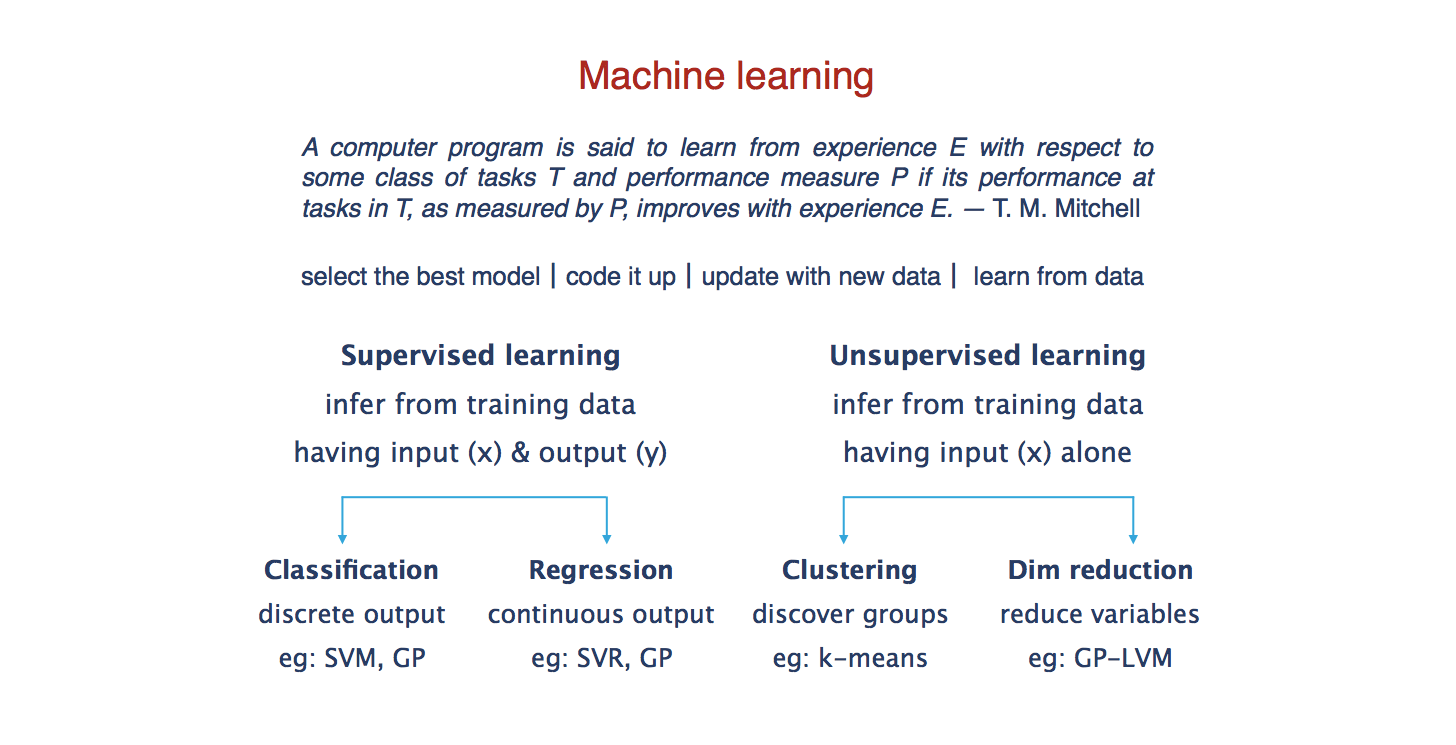 Machine learning
A computer program is said to learn from experience E with respect to
some class of tasks T and performance measure P if its performance at
tasks in T, as measured by P, improves with experience E. — T. M. Mitchell
select the best model | code it up | update with new data | learn from data
Supervised learning
infer from training data
having input (x) & output (y)
Unsupervised learning
infer from training data
having input (x) alone
Classification
discrete output
eg: SVM, GP
Regression
continuous output
eg: SVR, GP
Clustering
discover groups
eg: k-means
Dim reduction
reduce variables
eg: GP-LVM